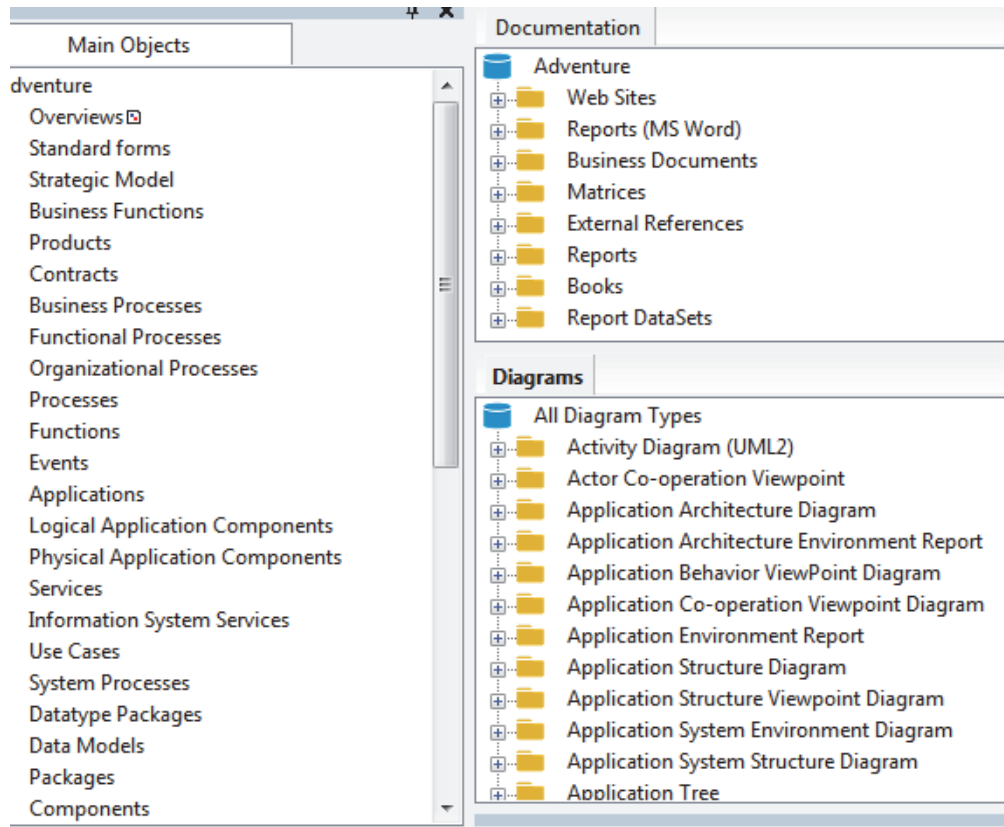 Main Objects
dventure
Overviews
Standard forms
Strategic Model
Business Functions
Products
Contracts
Business Processes
Functional Processes
Organizational Processes
Processes
Functions
Events
Applications
Logical Application Components
Physical Application Components
Services
Information System Services
Use Cases
System Processes
Datatype Packages
Data Models
Packages
Components
Documentation
Adventure
Web Sites
Reports (MS Word)
Business Documents
Matrices
External References
Reports
Books
Report DataSets
Diagrams
All Diagram Types
Activity Diagram (UML2)
Actor Co-operation Viewpoint
Application Architecture Diagram
Application Architecture Environment Report
Application Behavior ViewPoint Diagram
Application Co-operation Viewpoint Diagram
Application Environment Report
Application Structure Diagram
Application Structure Viewpoint Diagram
Application System Environment Diagram
Application System Structure Diagram
Application Tree